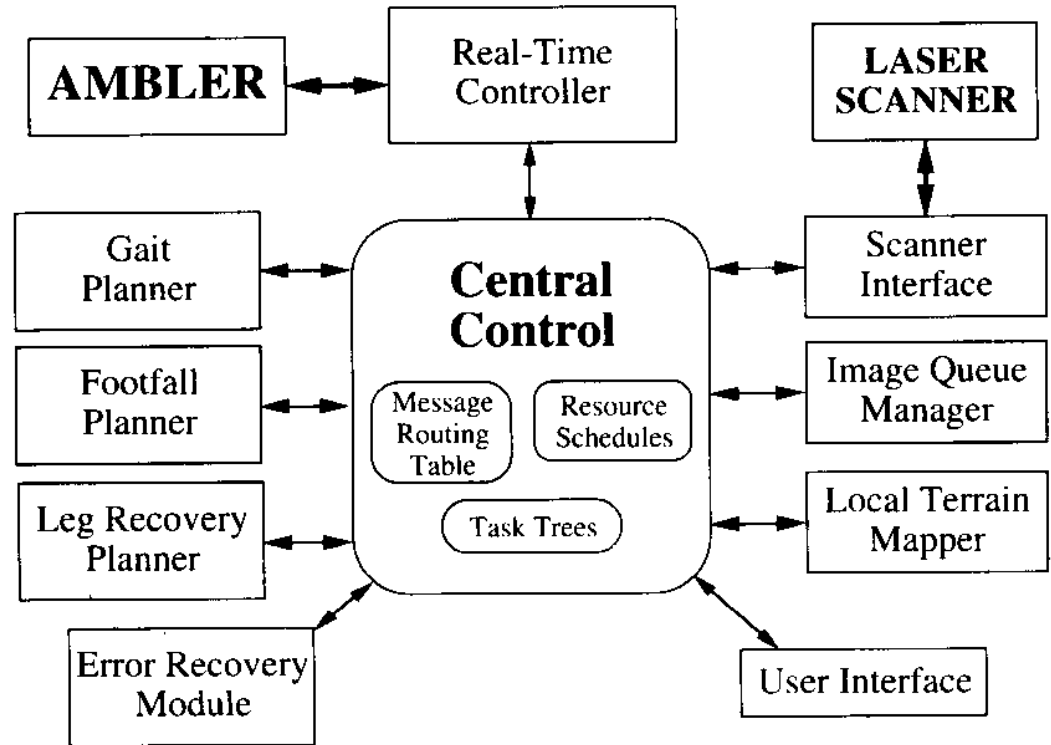 AMBLER
Real-Time
Controller
LASER
SCANNER
Gait
Planner
Central
Control
Scanner
Interface
Footfall
Planner
Message
Routing
Table
Resource
Schedules
Image Queue
Manager
Leg Recovery
Planner
Task Trees
Local Terrain
Mapper
Error Recovery
Module
User Interface